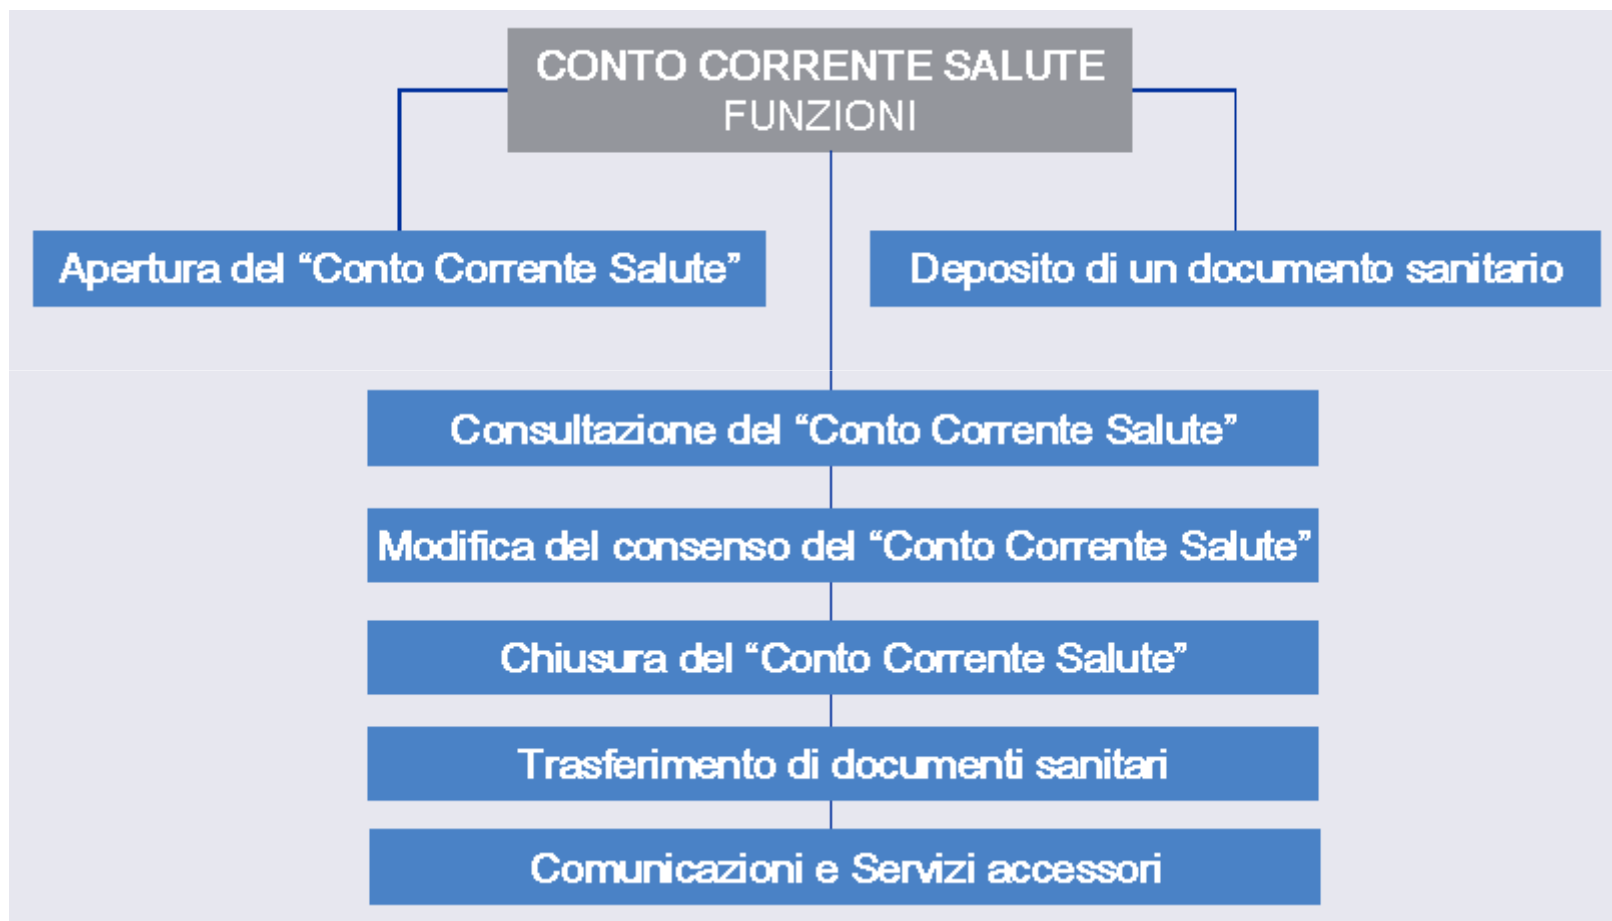 CONTO CORRENTE SALUTE
FUNZIONI
Apertura del “Conto Corrente Salute”
Deposito di un documento sanitario
Consultazione del “Conto Corrente Salute”
Modifica del consenso del “Conto Corrente Salute”
Chiusura del “Conto Corrente Salute”
Trasferimento di documenti sanitari
Comunicazioni e Servizi accessori